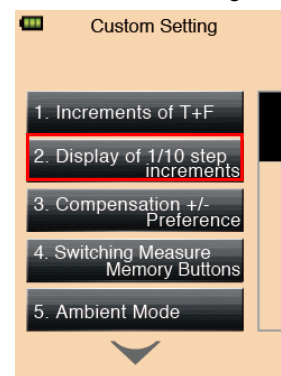 Custom Setting
1. Increments of T+F
2. Display of 1/10 step
increments
3. Compensation +/-
Preference
4. Switching Measure
Memory Buttons
5. Ambient Mode